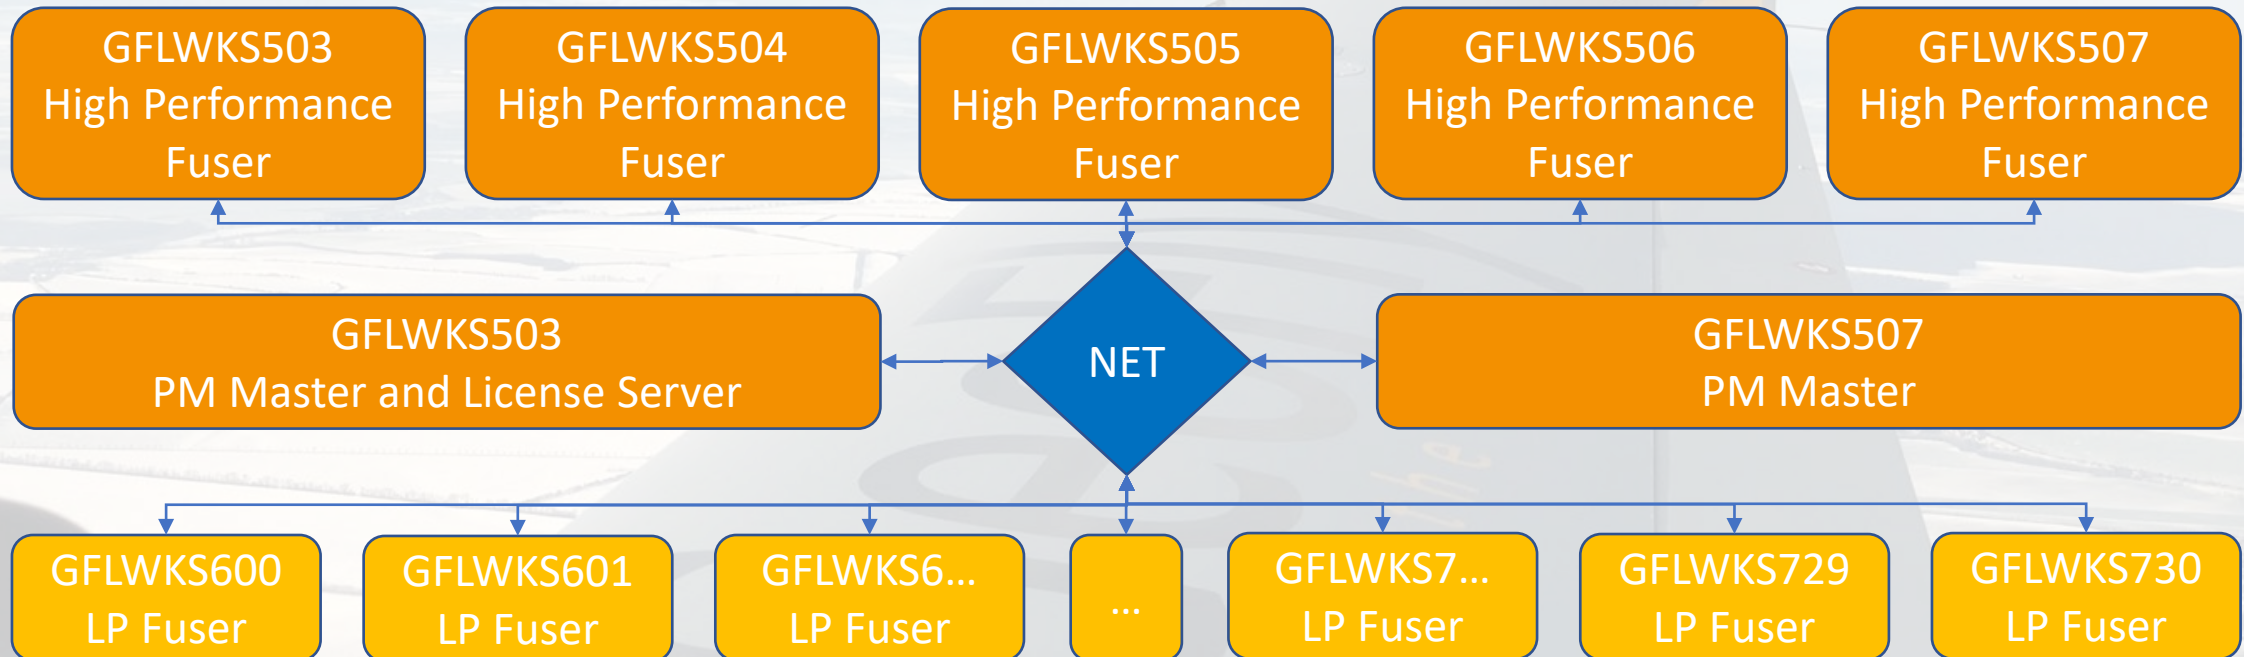 GFLWKS503
High Performance
Fuser
GFLWKS504
High Performance
Fuser
GFLWKS505
High Performance
Fuser
GFLWKS506
High Performance
Fuser
GFLWKS507
High Performance
Fuser
GFLWKS503
PM Master and License Server
NET
GFLWKS507
PM Master
GFLWKS600
LP Fuser
GFLWKS601
LP Fuser
GFLWKS6...
LP Fuser
...
GFLWKS7...
LP Fuser
GFLWKS729
LP Fuser
GFLWKS730
LP Fuser